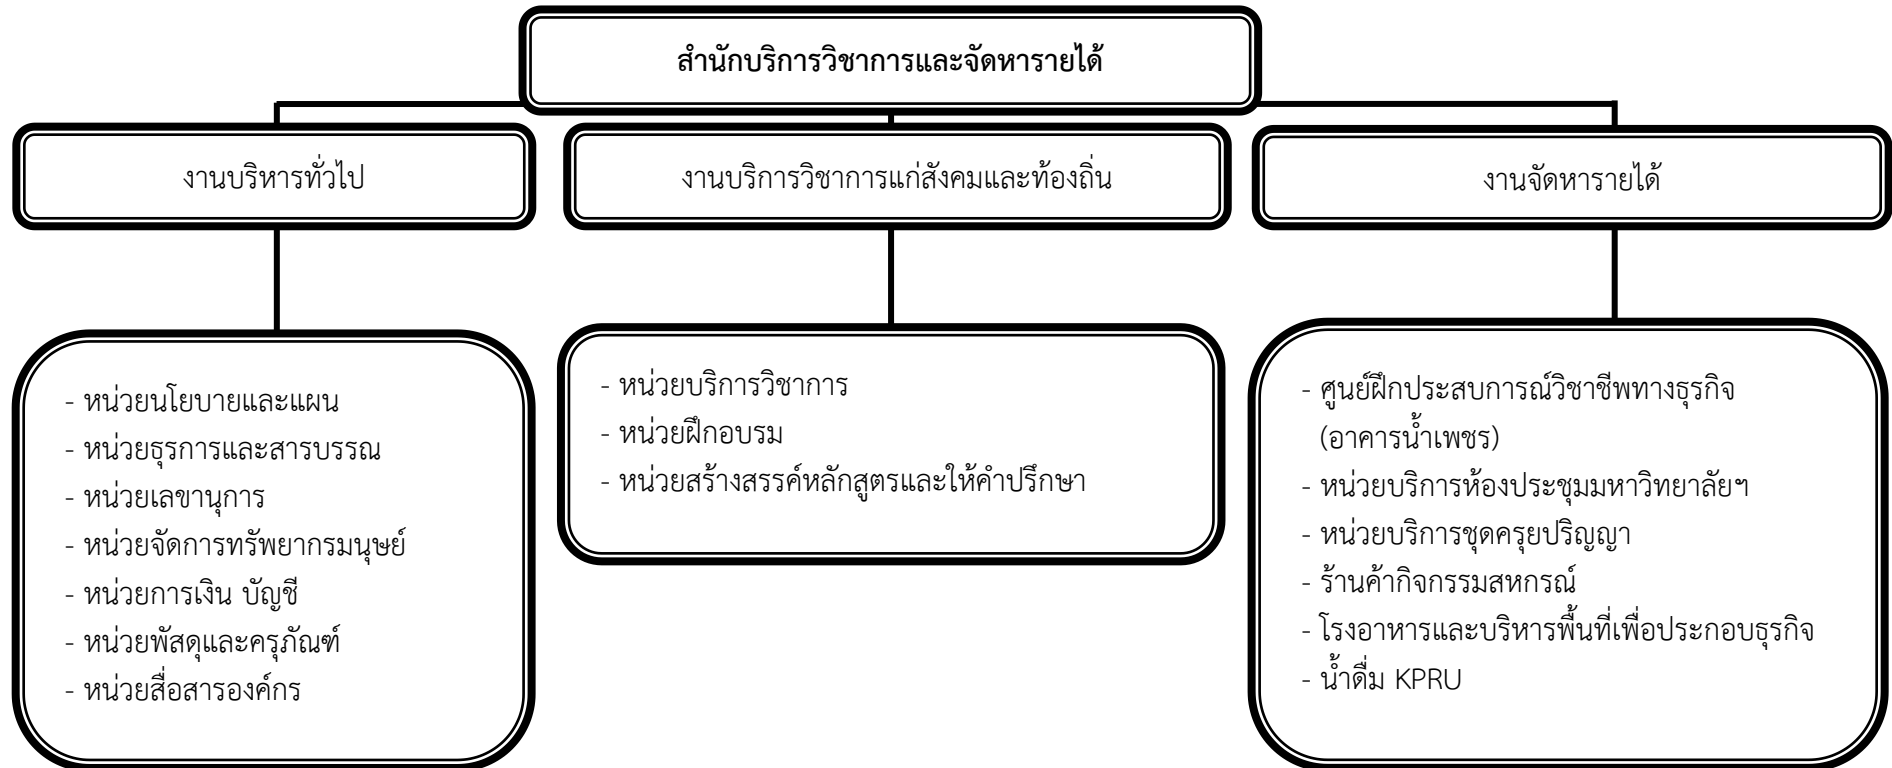 สำนักบริการวิชาการและจัดหารายได้
งานบริหารทั่วไป
งานบริการวิชาการแก่สังคมและท้องถิ่น
งานจัดหารายได้
- หน่วยนโยบายและแผน
- หน่วยธุรการและสารบรรณ
- หน่วยเลขานุการ
- หน่วยจัดการทรัพยากรมนุษย์
- หน่วยการเงิน บัญชี
- หน่วยพัสดุและครุภัณฑ์
- หน่วยสื่อสารองค์กร
- หน่วยบริการวิชาการ
- หน่วยฝึกอบรม
- หน่วยสร้างสรรค์หลักสูตรและให้คำปรึกษา
- ศูนย์ฝึกประสบการณ์วิชาชีพทางธุรกิจ
(อาคารน้ำเพชร)
- หน่วยบริการห้องประชุมมหาวิทยาลัยฯ
- หน่วยบริการชุดครุยปริญญา
- ร้านค้ากิจกรรมสหกรณ์
- โรงอาหารและบริหารพื้นที่เพื่อประกอบธุรกิจ
- น้ำดื่ม KPRU